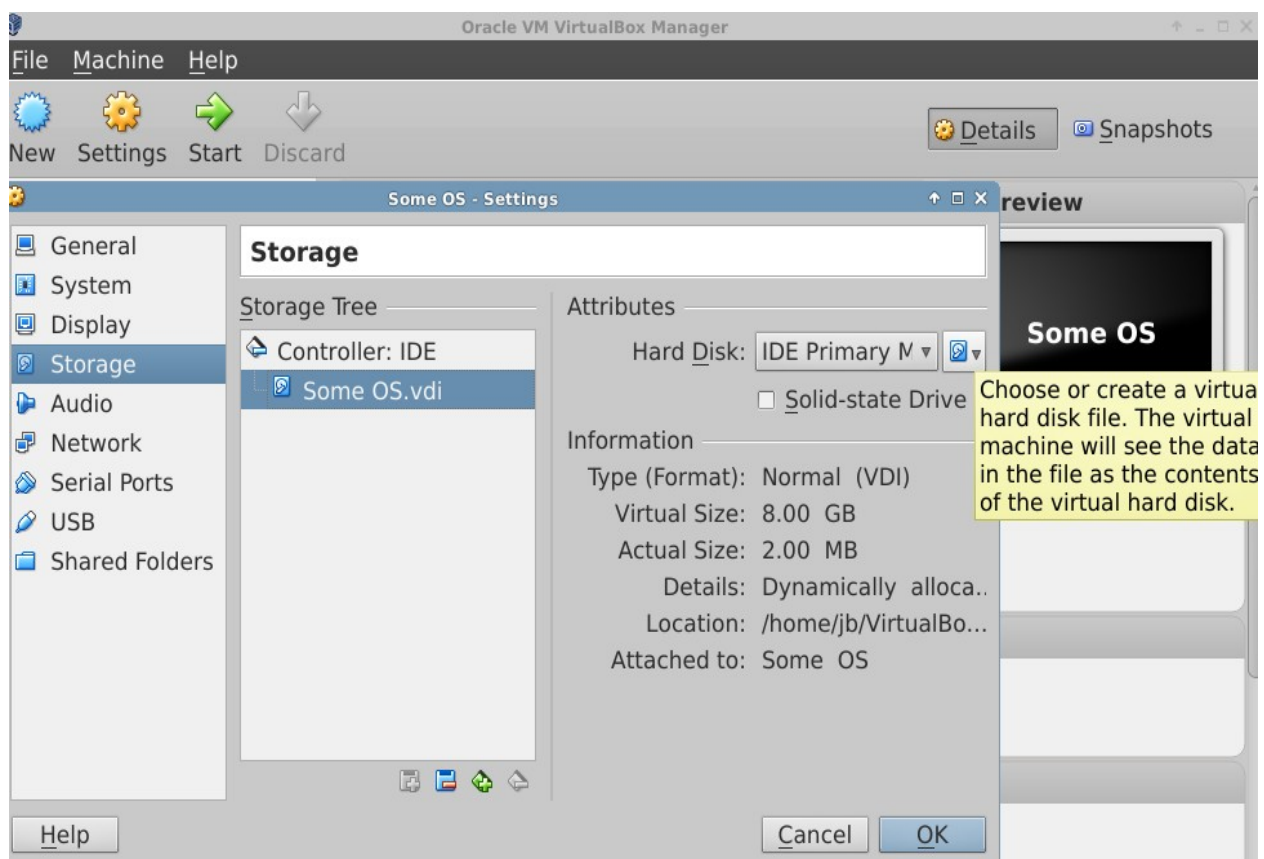 Oracle VM VirtualBox Manager
File Machine Help
New Settings Start Discard
Details Snapshots
Some OS - Settings
review
General
System
Display
Storage
Audio
Network
Serial Ports
USB
Shared Folders
Storage
Storage Tree
Controller: IDE
Some OS.vdi
Attributes
Hard Disk: IDE Primary M
Solid-state Drive
Information
Type (Format): Normal (VDI)
Virtual Size: 8.00 GB
Actual Size: 2.00 MB
Details: Dynamically alloca..
Location: /home/jb/VirtualBo...
Attached to: Some OS
Some OS
Choose or create a virtua
hard disk file. The virtual
machine will see the data
in the file as the contents
of the virtual hard disk.
Help
Cancel OK